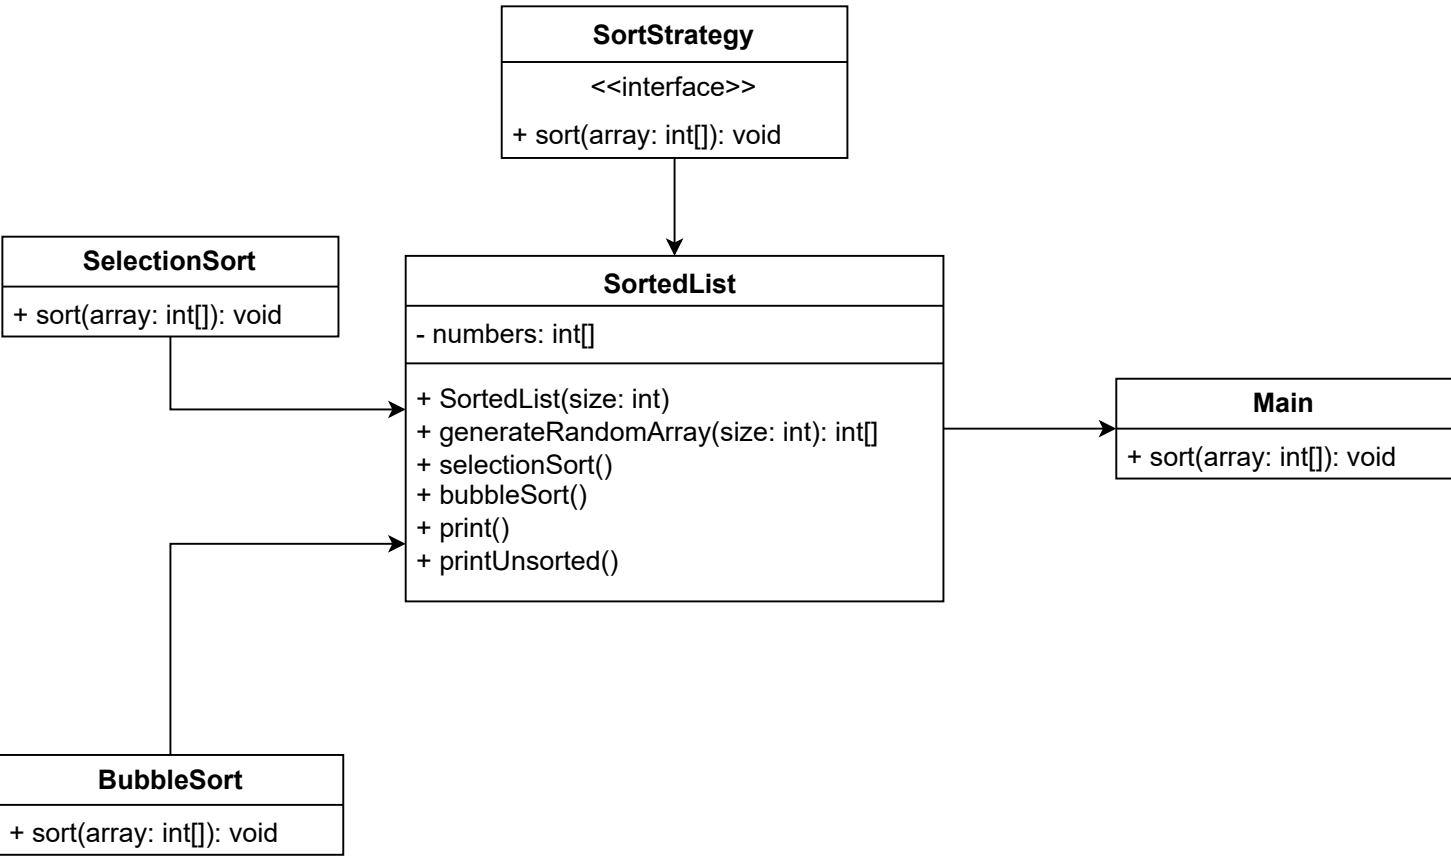 SortStrategy
<<interface>>
+ sort(array: int[]): void
SelectionSort
+ sort(array: int[]): void
SortedList
- numbers: int[]
+ SortedList(size: int)
+ generateRandomArray(size: int): int[]
+ selectionSort()
+ bubbleSort()
+ print()
+ printUnsorted()
Main
+ sort(array: int[]): void
BubbleSort
+ sort(array: int[]): void